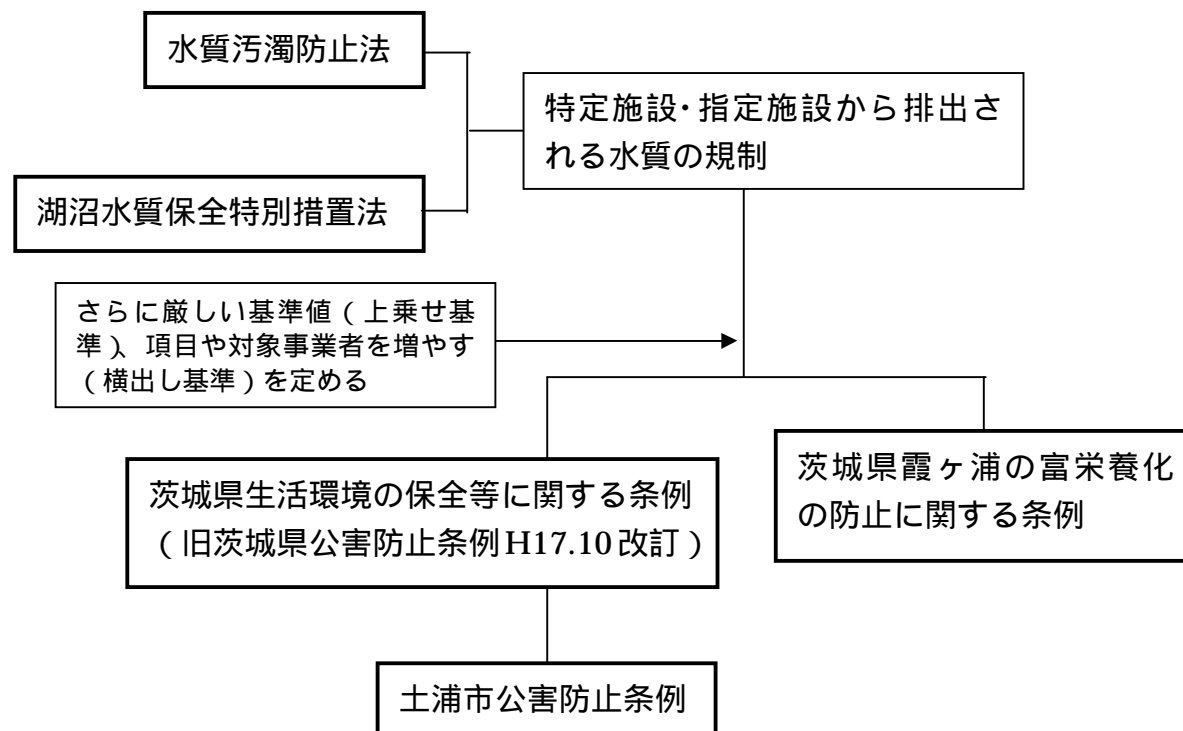 水質汚濁防止法
特定施設･指定施設から排出さ
れる水質の規制
湖沼水質保全特別措置法
さらに厳しい基準値（上乗せ基
準）、項目や対象事業者を増やす
（横出し基準）を定める
茨城県生活環境の保全等に関する条例
（旧茨城県公害防止条例H17.10改訂）
茨城県霞ヶ浦の富栄養化
の防止に関する条例
土浦市公害防止条例